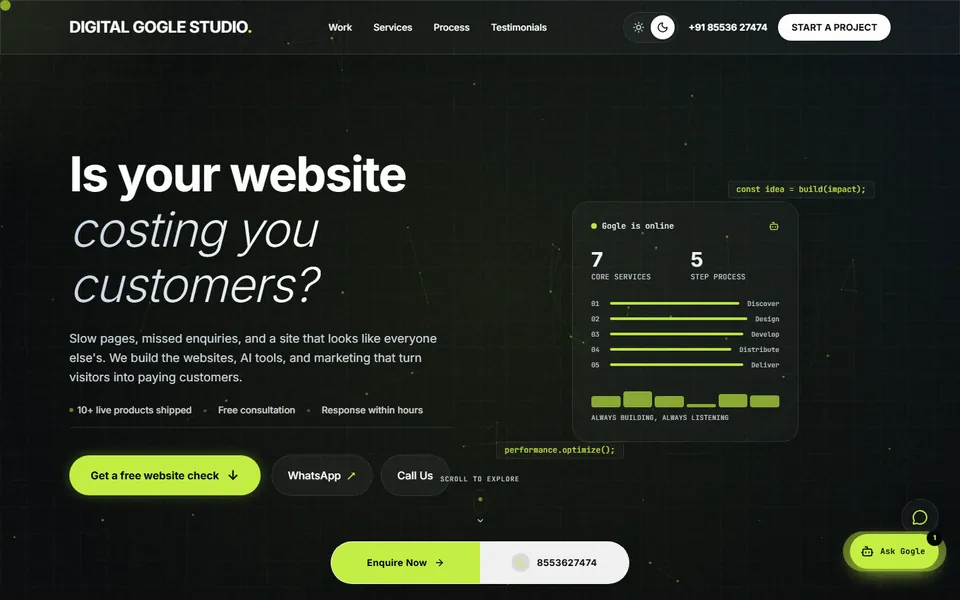 DIGITAL GOGLE STUDIO.
Work
Services
Process
Testimonials
+91 85536 27474
START A PROJECT
Is your website
costing you
customers?
Slow pages, missed enquiries, and a site that looks like everyone
else's. We build the websites, AI tools, and marketing that turn
visitors into paying customers.
10+ live products shipped
Free consultation
Response within hours
Get a free website check ↓
WhatsApp ↗
Call Us
const idea = build(impact);
Gogle is online
7
CORE SERVICES
5
STEP PROCESS
01 Discover
02 Design
03 Develop
04 Distribute
05 Deliver
ALWAYS BUILDING, ALWAYS LISTENING
performance.optimize();
SCROLL TO EXPLORE
Enquire Now →
8553627474
1
Ask Gogle